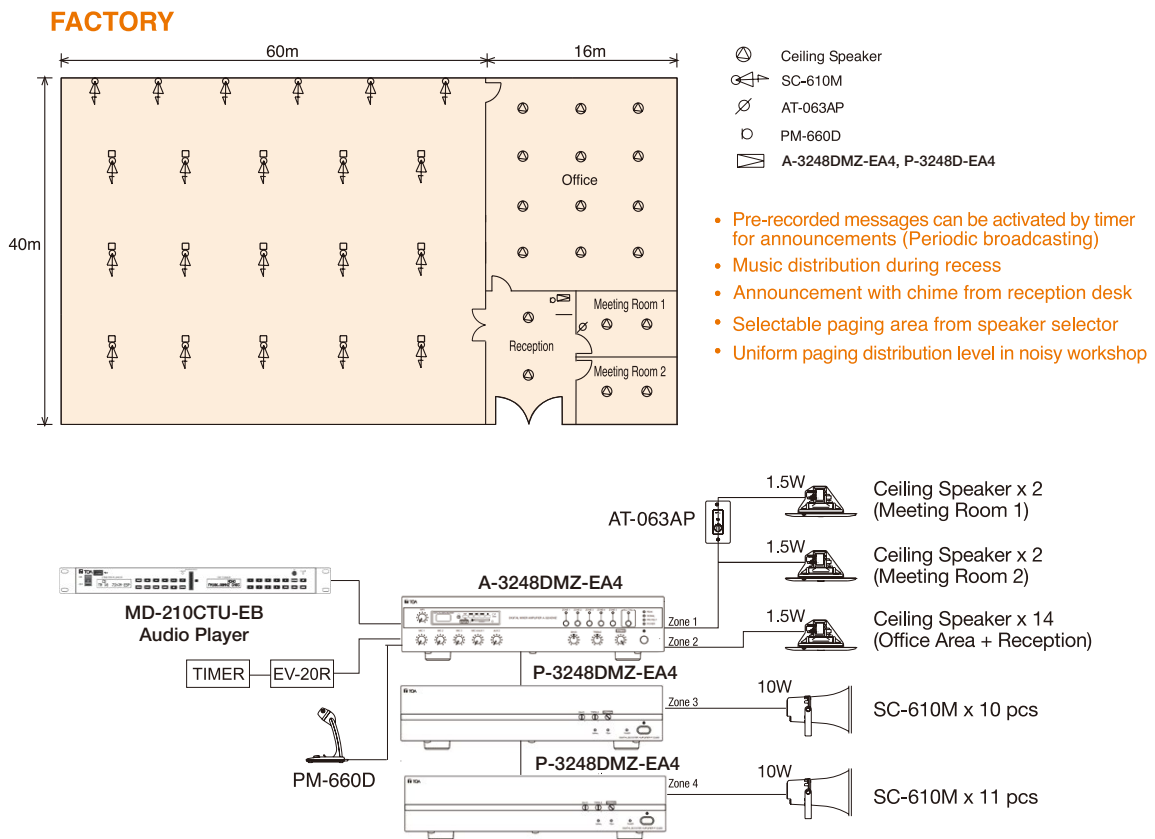 FACTORY
60m
16m
40m
Office
Meeting Room 1
Reception
Meeting Room 2
Ceiling Speaker
SC-610M
AT-063AP
PM-660D
A-3248DMZ-EA4, P-3248D-EA4
• Pre-recorded messages can be activated by timer
for announcements (Periodic broadcasting)
• Music distribution during recess
• Announcement with chime from reception desk
• Selectable paging area from speaker selector
• Uniform paging distribution level in noisy workshop
1.5W
Ceiling Speaker x 2
(Meeting Room 1)
AT-063AP
1.5W
Ceiling Speaker x 2
(Meeting Room 2)
A-3248DMZ-EA4
TOA
MD-210CTU-EB
Audio Player
TOA
Zone 1
Zone 2
1.5W
Ceiling Speaker x 14
(Office Area + Reception)
TIMER
EV-20R
P-3248DMZ-EA4
TOA
Zone 3
10W
SC-610M x 10 pcs
PM-660D
P-3248DMZ-EA4
TOA
Zone 4
10W
SC-610M x 11 pcs